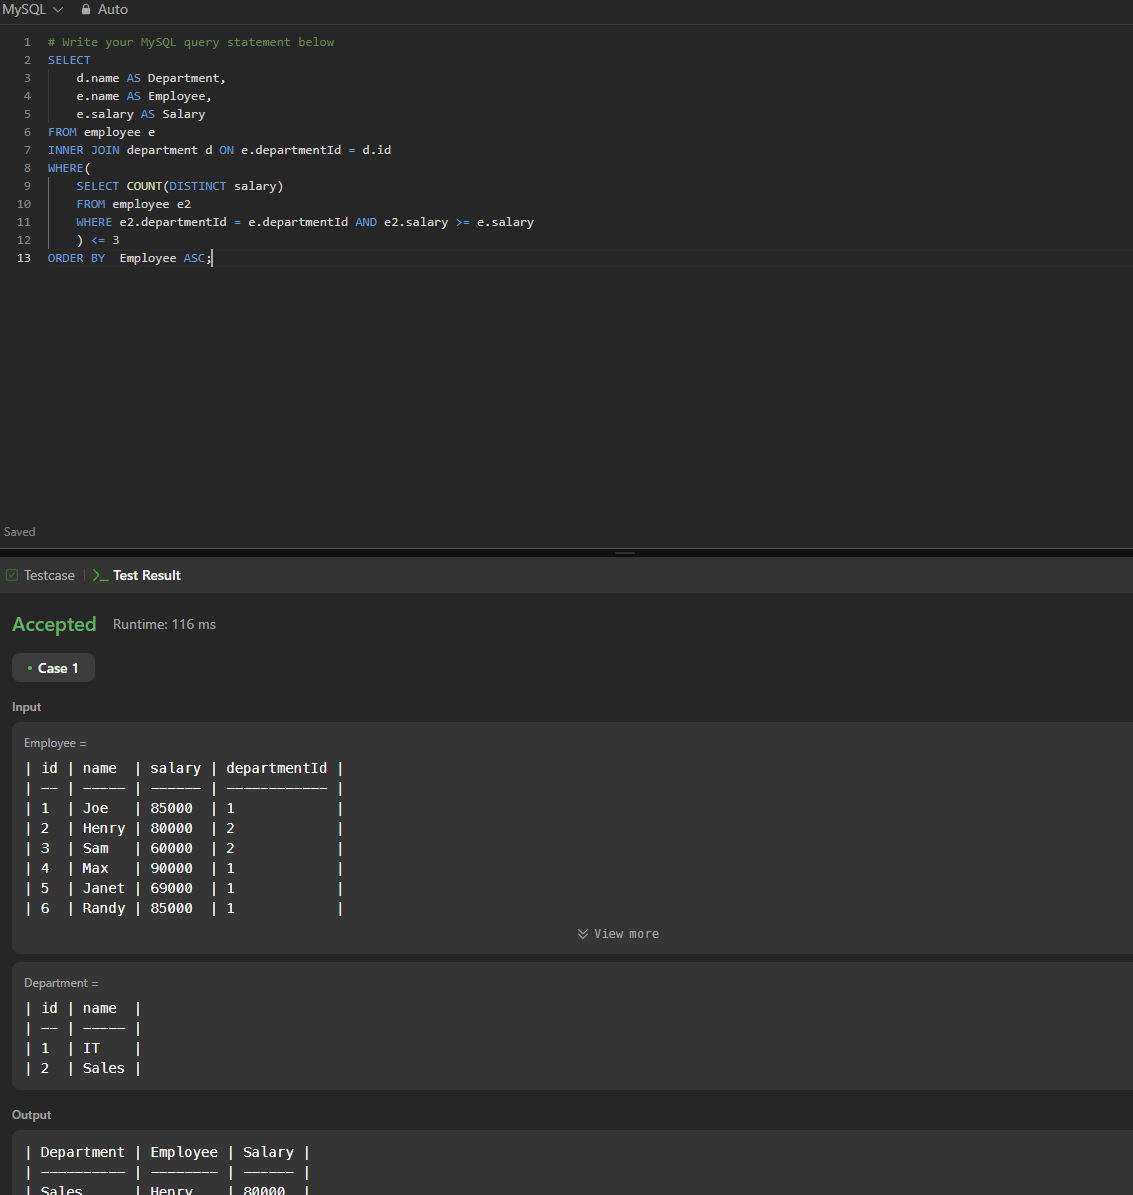 MySQL Auto
1 # Write your MySQL query statement below
2 SELECT
3 d.name AS Department,
4 e.name AS Employee,
5 e.salary AS Salary
6 FROM employee e
7 INNER JOIN department d ON e.departmentId = d.id
8 WHERE(
9 SELECT COUNT(DISTINCT salary)
10 FROM employee e2
11 WHERE e2.departmentId = e.departmentId AND e2.salary >= e.salary
12 ) <= 3
13 ORDER BY  Employee ASC;
Saved
Testcase | >_ Test Result
Accepted Runtime: 116 ms
• Case 1
Input
Employee =
| id | name  | salary | departmentId |
| -- | ----- | ------ | ------------ |
| 1  | Joe   | 85000  | 1            |
| 2  | Henry | 80000  | 2            |
| 3  | Sam   | 60000  | 2            |
| 4  | Max   | 90000  | 1            |
| 5  | Janet | 69000  | 1            |
| 6  | Randy | 85000  | 1            |
View more
Department =
| id | name  |
| -- | ----- |
| 1  | IT    |
| 2  | Sales |
Output
| Department | Employee | Salary |
| ---------- | -------- | ------ |
| Sales      | Henry    | 80000  |